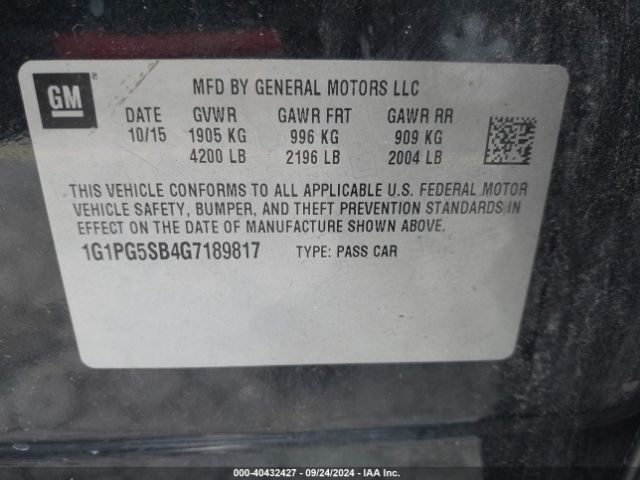 GM
MFD BY GENERAL MOTORS LLC
DATE GVWR GAWR FRT GAWR RR
10/15 1905 KG 996 KG 909 KG
4200 LB 2196 LB 2004 LB
THIS VEHICLE CONFORMS TO ALL APPLICABLE U.S. FEDERAL MOTOR
VEHICLE SAFETY, BUMPER, AND THEFT PREVENTION STANDARDS IN
EFFECT ON THE DATE OF MANUFACTURE SHOWN ABOVE.
1G1PG5SB4G7189817 TYPE: PASS CAR
000-40432427 - 09/24/2024 - IAA Inc.